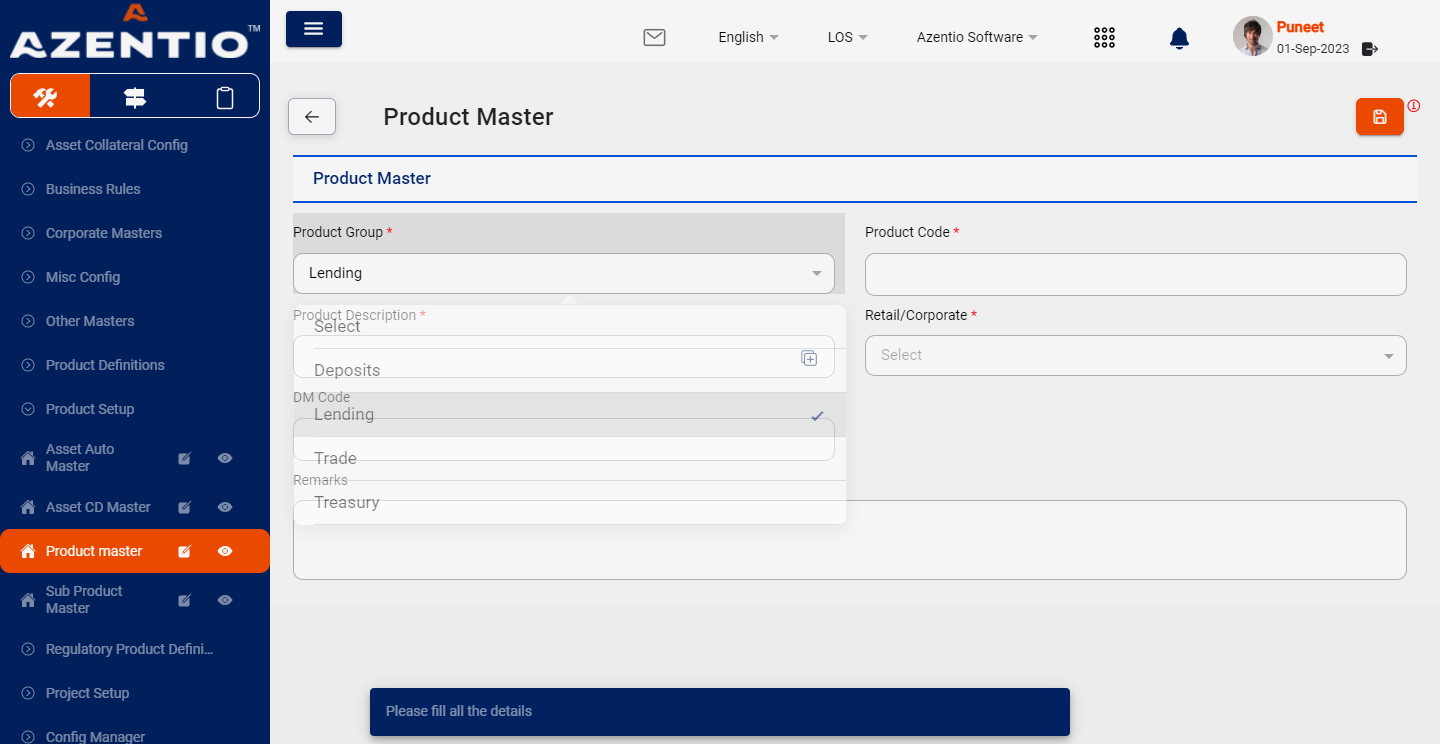 AZENTIO™
English
LOS
Azentio Software
Puneet
01-Sep-2023
Asset Collateral Config
Business Rules
Corporate Masters
Misc Config
Other Masters
Product Definitions
Product Setup
Asset Auto
Master
Asset CD Master
Product master
Sub Product
Master
Regulatory Product Defini...
Project Setup
Config Manager
Product Master
Product Master
Product Group *
Lending
Product Code *
Product Description *
Select
Deposits
DM Code
Lending
Trade
Remarks
Treasury
Retail/Corporate *
Select
Please fill all the details